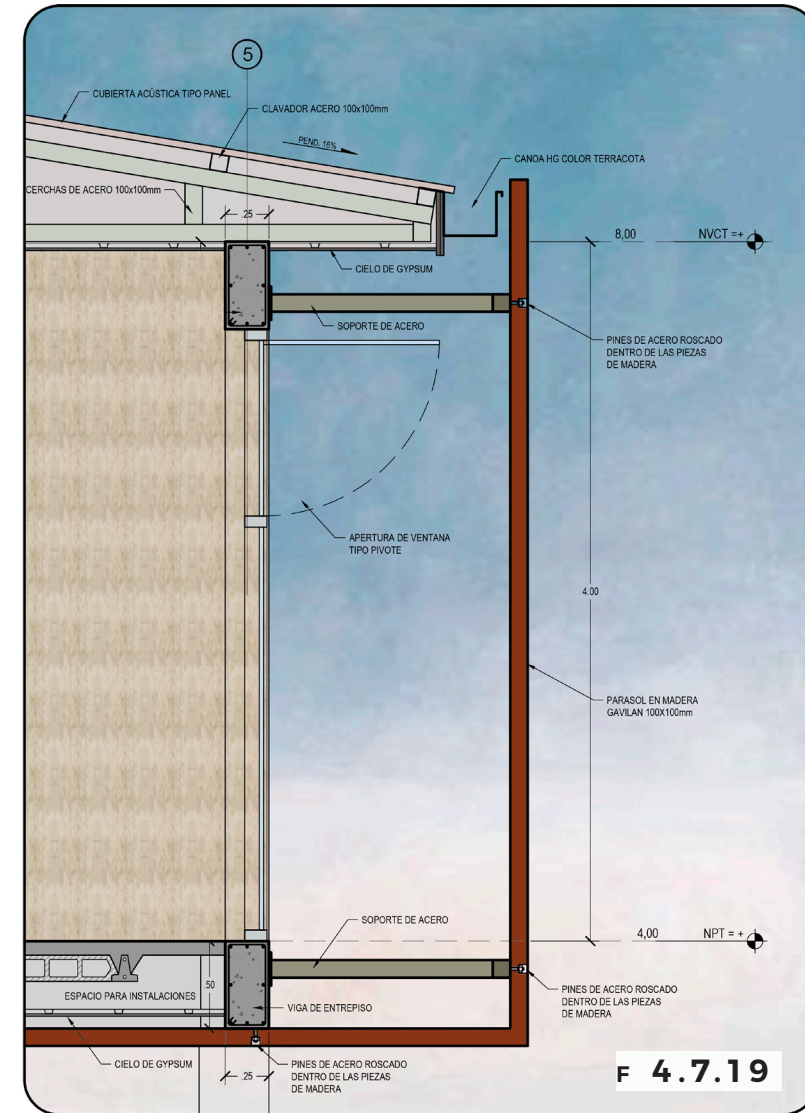 5
CUBIERTA ACÚSTICA TIPO PANEL
CLAVADOR ACERO 100x100mm
PEND. 16%
CANOA HG COLOR TERRACOTA
CERCHAS DE ACERO 100x100mm
.25
8,00
NVCT =+
CIELO DE GYPSUM
SOPORTE DE ACERO
PINES DE ACERO ROSCADO
DENTRO DE LAS PIEZAS
DE MADERA
APERTURA DE VENTANA
TIPO PIVOTE
4.00
PARASOL EN MADERA
GAVILAN 100X100mm
SOPORTE DE ACERO
4,00
NPT = +
.50
ESPACIO PARA INSTALACIONES
VIGA DE ENTREPISO
PINES DE ACERO ROSCADO
DENTRO DE LAS PIEZAS
DE MADERA
CIELO DE GYPSUM
PINES DE ACERO ROSCADO
DENTRO DE LAS PIEZAS
DE MADERA
.25
F 4.7.19